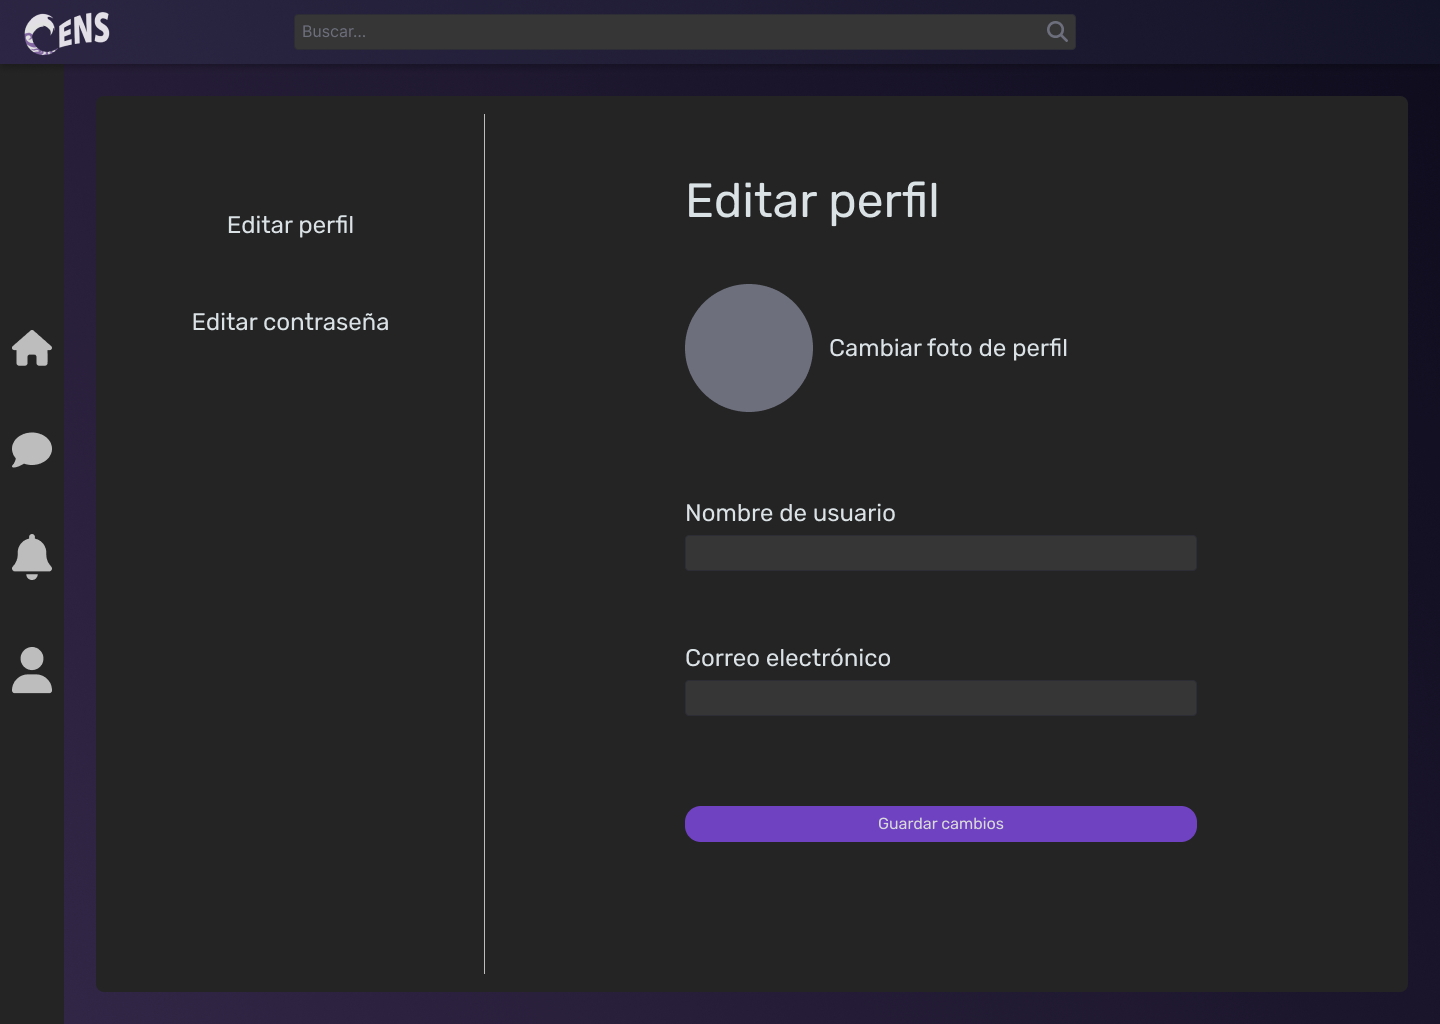 ENS
Buscar...
Editar perfil
Editar contraseña
Editar perfil
Cambiar foto de perfil
Nombre de usuario
Correo electrónico
Guardar cambios